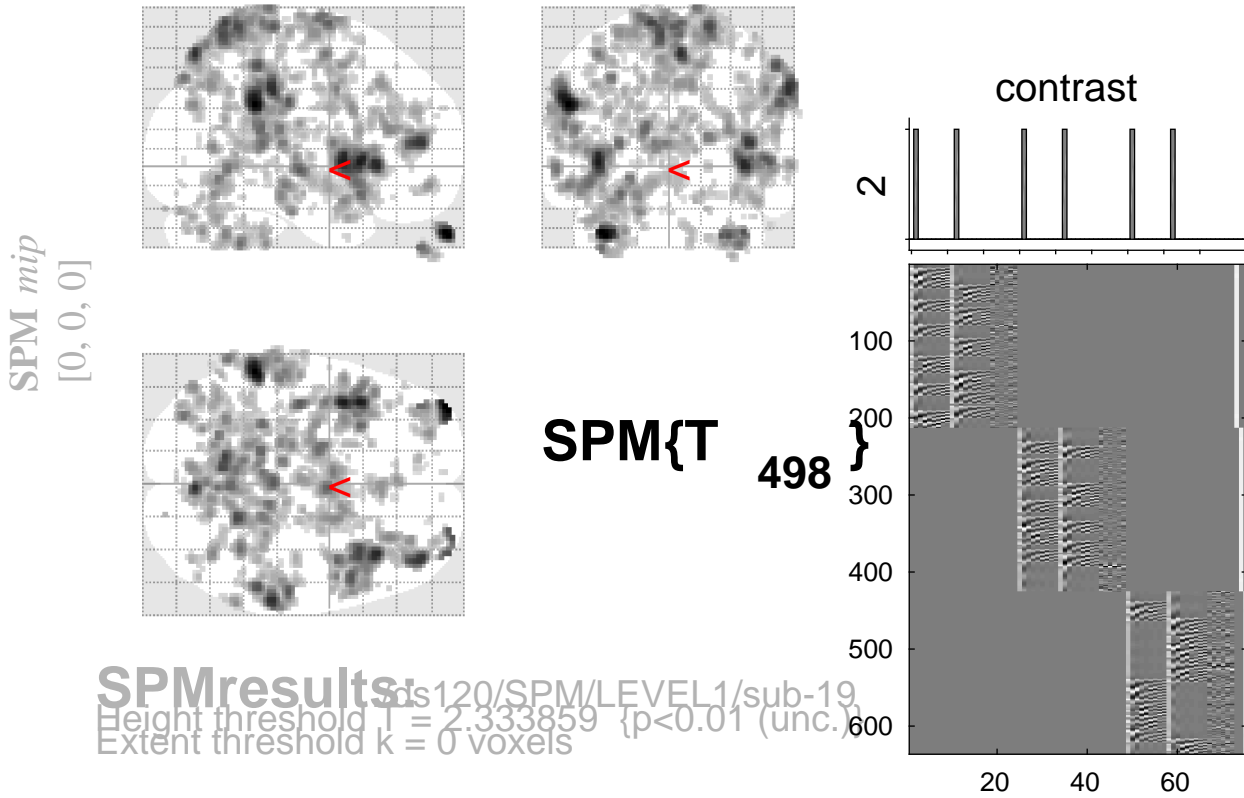 SPM mip
[0, 0, 0]
<
<
<
SPM{T498}
contrast
2
100
200
300
400
500
600
20
40
60
SPMresults: /ds120/SPM/LEVEL1/sub-19
Height threshold T = 2.333859 {p<0.01 (unc.)}
Extent threshold k = 0 voxels